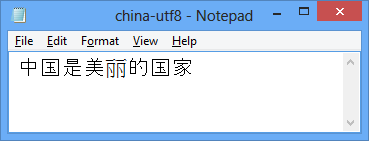 china-utf8 - Notepad
File Edit Format View Help
中国是美丽的国家